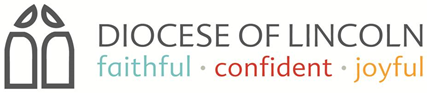 DIOCESE OF LINCOLN
faithful · confident · joyful